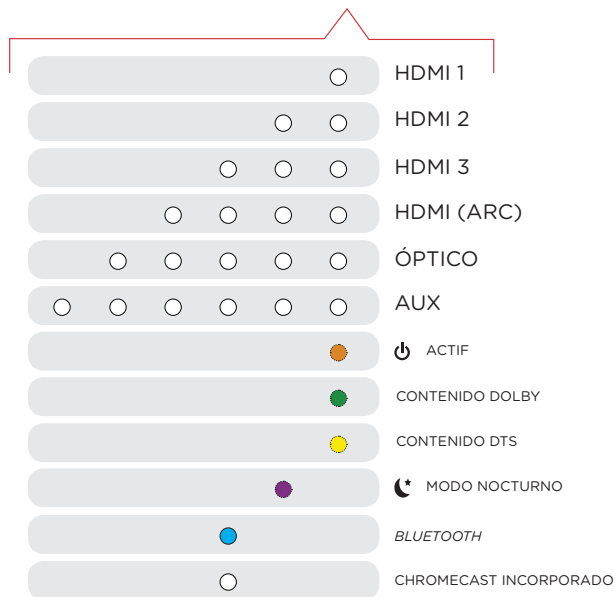 HDMI 1
HDMI 2
HDMI 3
HDMI (ARC)
ÓPTICO
AUX
ACTIF
CONTENIDO DOLBY
CONTENIDO DTS
MODO NOCTURNO
BLUETOOTH
CHROMECAST INCORPORADO